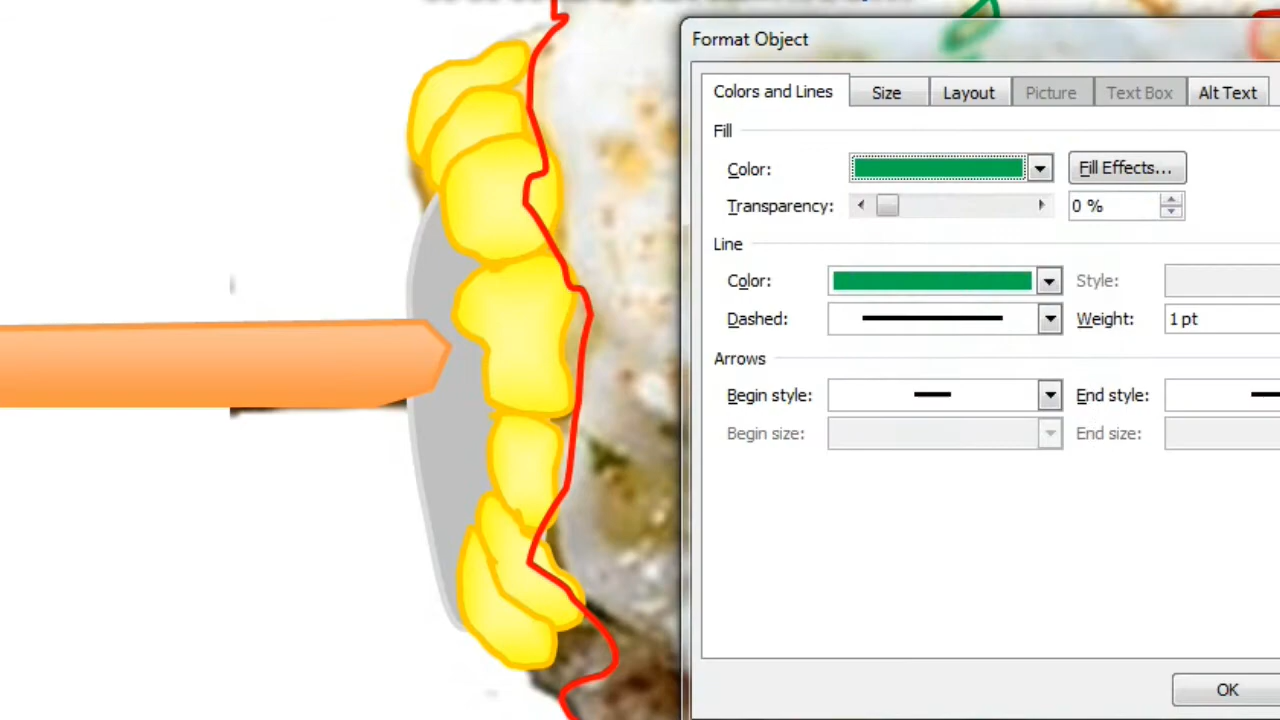 Format Object
Colors and Lines Size Layout Picture Text Box Alt Text
Fill
Color: Fill Effects...
Transparency: 0 %
Line
Color: Style:
Dashed: Weight: 1 pt
Arrows
Begin style: End style:
Begin size: End size:
OK